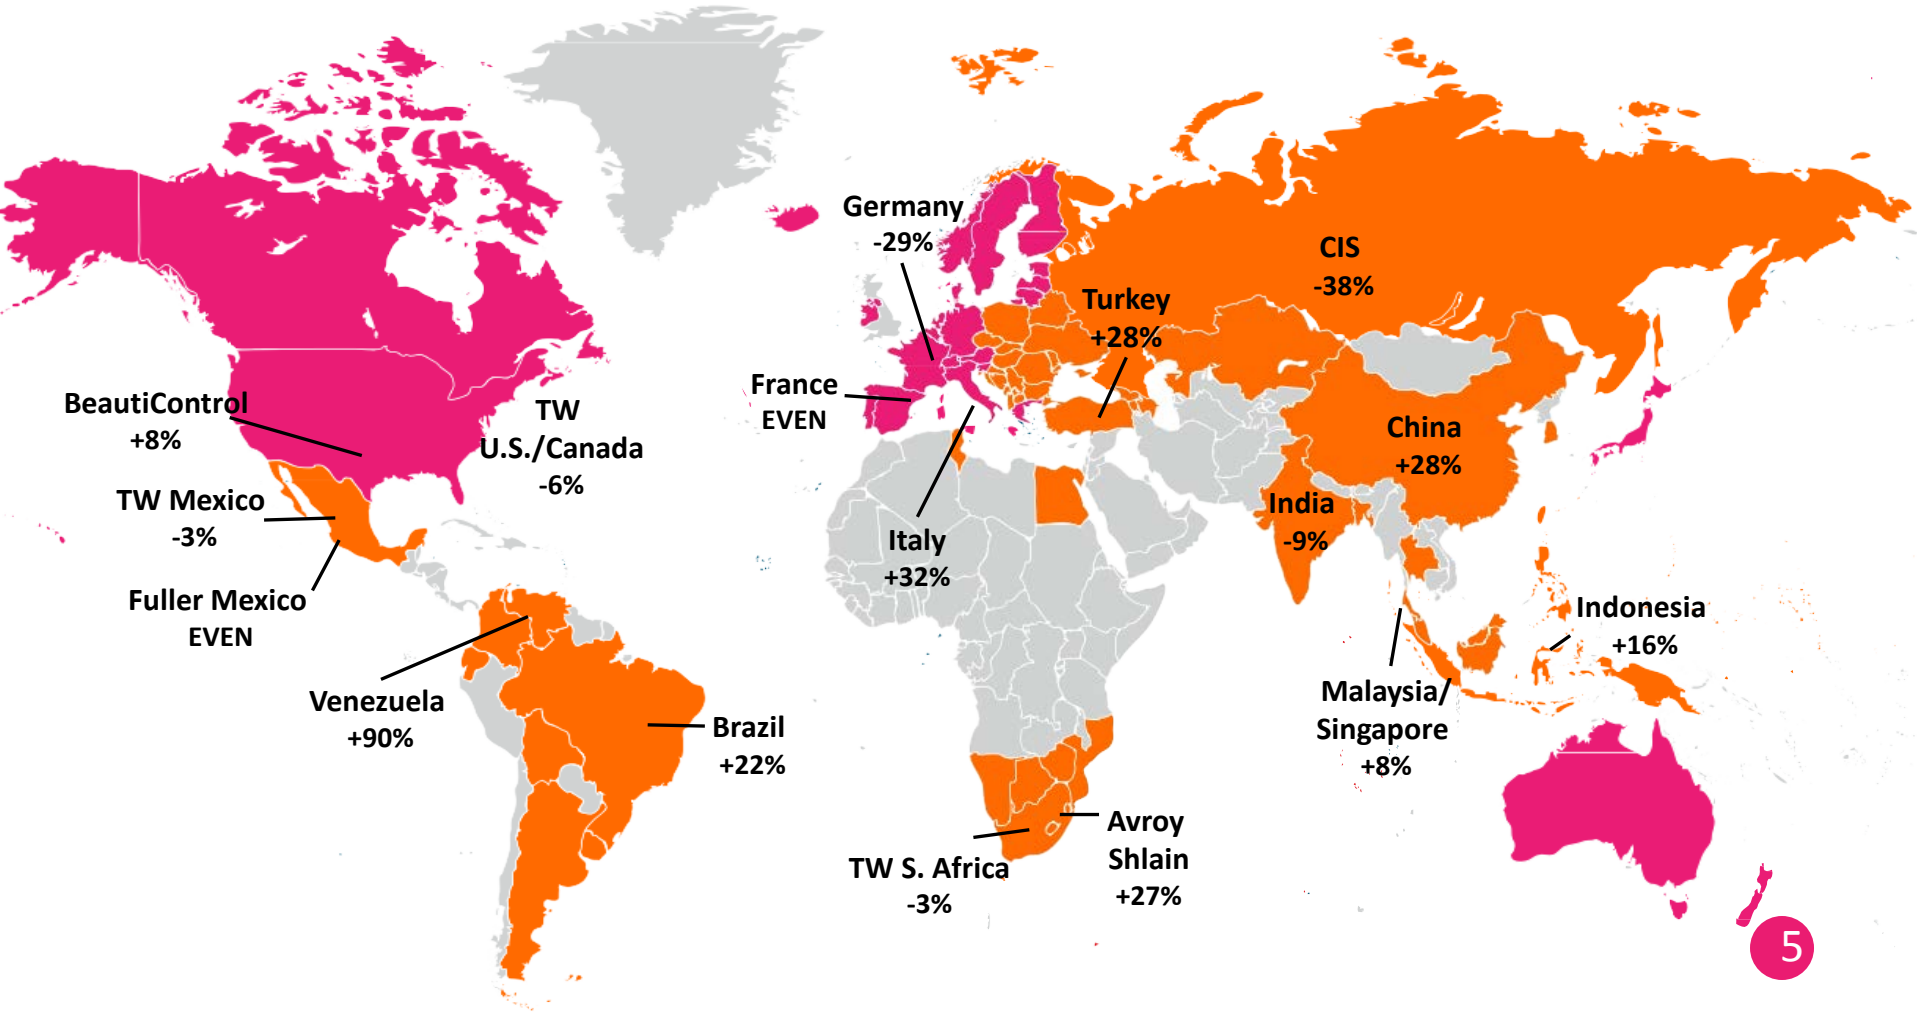 Germany
-29%
CIS
-38%
Turkey
+28%
France
EVEN
BeautiControl
+8%
TW
U.S./Canada
-6%
China
+28%
TW Mexico
-3%
India
-9%
Italy
+32%
Fuller Mexico
EVEN
Indonesia
+16%
Venezuela
+90%
Malaysia/
Singapore
+8%
Brazil
+22%
Avroy
Shlain
+27%
TW S. Africa
-3%
5